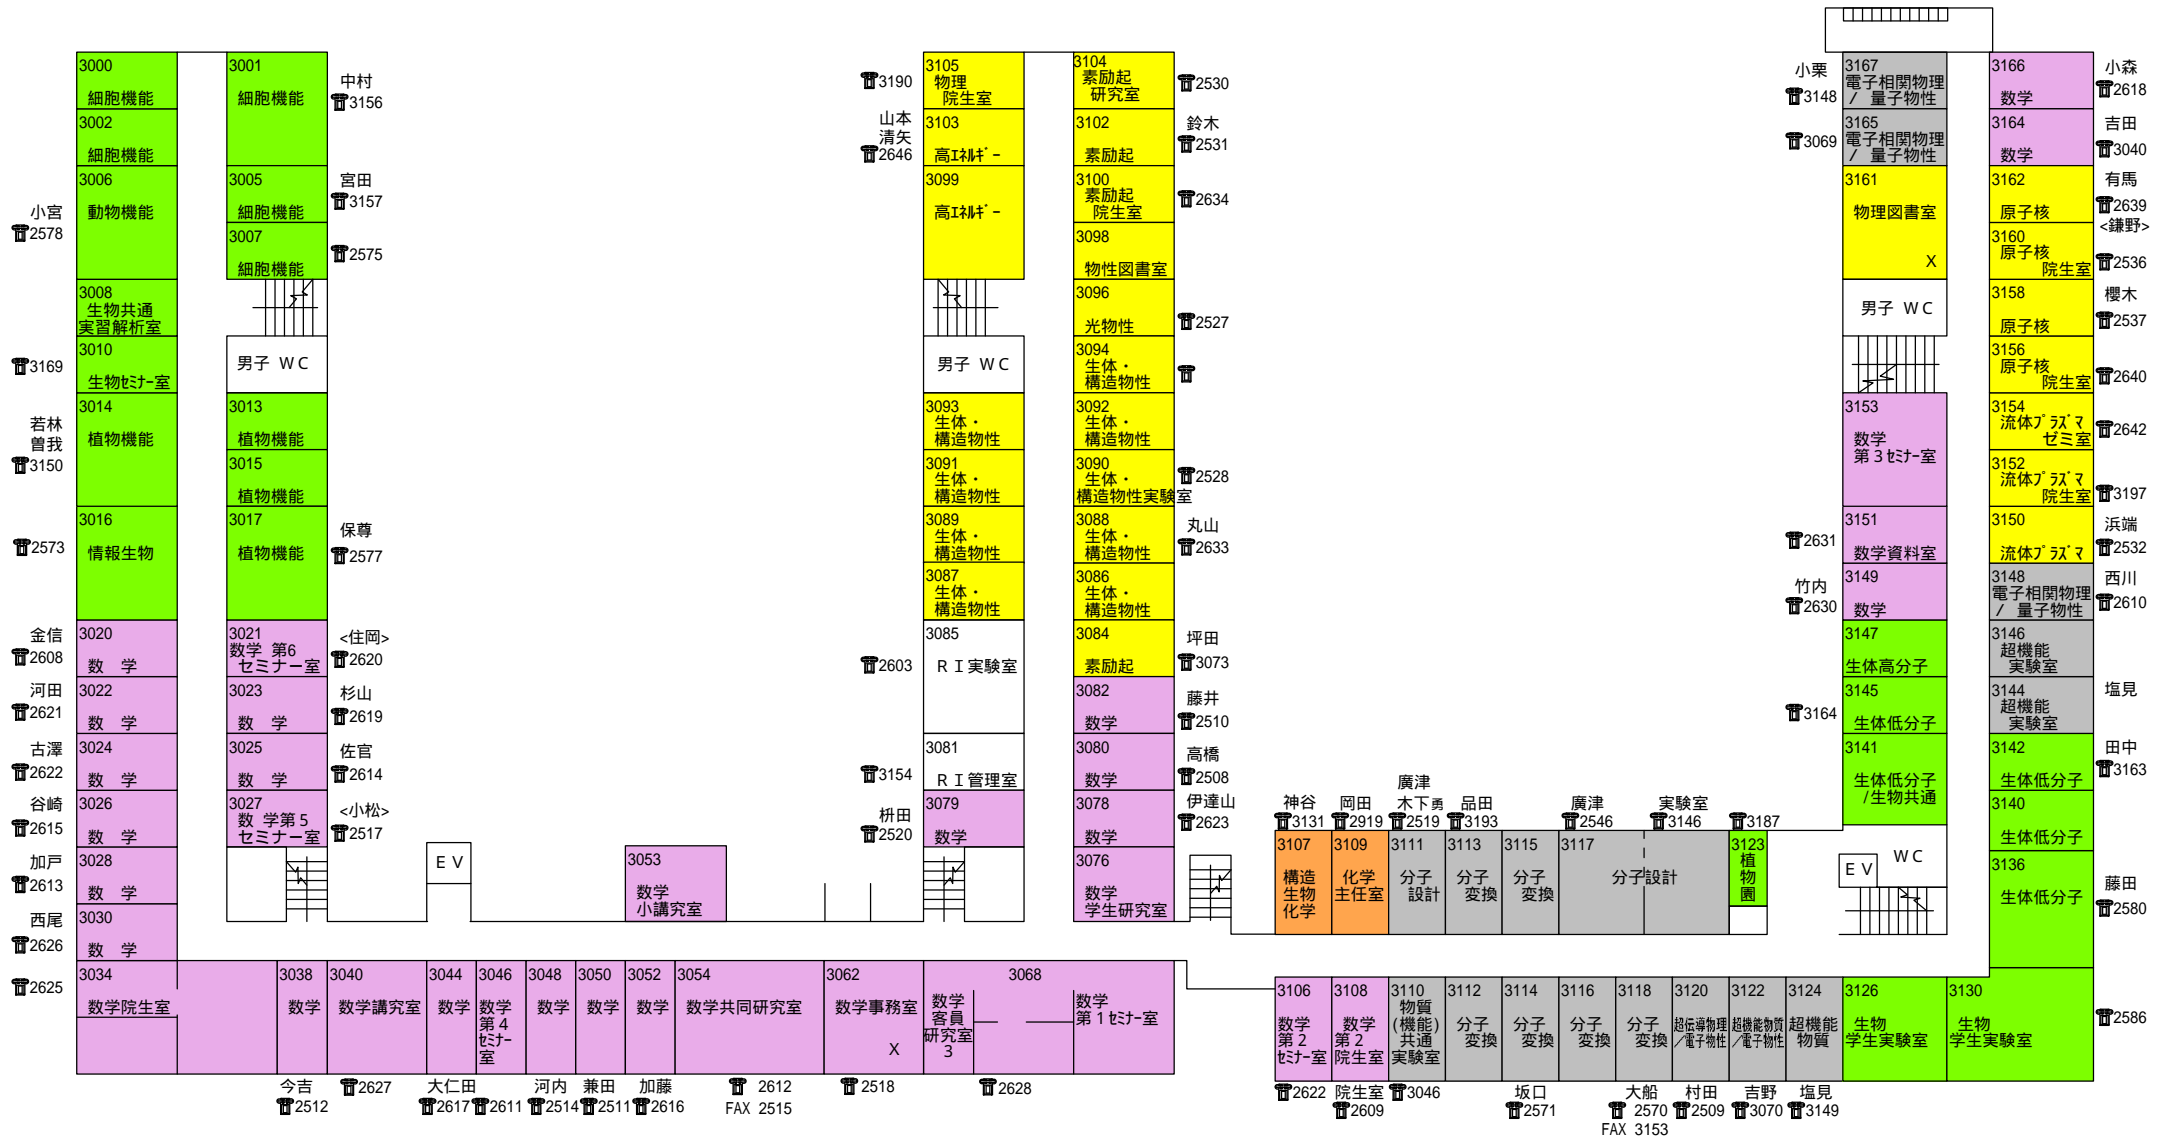 3000
細胞機能
3002
細胞機能
3006
動物機能
小宮
☎2578
3008
生物共通
実習解析室
3010
生物ｾﾐﾅｰ室
☎3169
3014
植物機能
若林
曽我
☎3150
3016
情報生物
☎2573
3020
数 学
金信
☎2608
3022
数 学
河田
☎2621
3024
数 学
古澤
☎2622
3026
数 学
谷崎
☎2615
3028
数 学
加戸
☎2613
3030
数 学
西尾
☎2626
3034
数学院生室
☎2625
3001
細胞機能
中村
☎3156
3005
細胞機能
宮田
☎3157
3007
細胞機能
☎2575
男子 ＷＣ
3013
植物機能
3015
植物機能
3017
植物機能
保尊
☎2577
3021
数学 第6
セミナー室
<住岡>
☎2620
3023
数 学
杉山
☎2619
3025
数 学
佐官
☎2614
3027
数 学第５
セミナー室
<小松>
☎2517
ＥＶ
3053
数学
小講究室
3038
数学
今吉
☎2512
3040
数学講究室
☎2627
3044
数学
大仁田
☎2617
3046
数学
第４
ｾﾐﾅｰ
室
☎2611
3048
数学
河内
☎2514
3050
数学
兼田
☎2511
3052
数学
加藤
☎2616
3054
数学共同研究室
☎ 2612
FAX 2515
3062
数学事務室
X
☎2518
3068
数学
客員
研究室
3
数学
第１ｾﾐﾅｰ室
☎2628
3105
物理
院生室
☎3190
3103
高ｴﾈﾙｷﾞｰ
山本
清矢
☎2646
3099
高ｴﾈﾙｷﾞｰ
男子 ＷＣ
3093
生体・
構造物性
3091
生体・
構造物性
3089
生体・
構造物性
3087
生体・
構造物性
3085
ＲＩ実験室
☎2603
3081
ＲＩ管理室
☎3154
3079
数学
枡田
☎2520
3104
素励起
研究室
☎2530
3102
素励起
鈴木
☎2531
3100
素励起
院生室
☎2634
3098
物性図書室
3096
光物性
☎2527
3094
生体・
構造物性
☎
3092
生体・
構造物性
3090
生体・
構造物性実験室
☎2528
3088
生体・
構造物性
丸山
☎2633
3086
生体・
構造物性
3084
素励起
坪田
☎3073
3082
数学
藤井
☎2510
3080
数学
高橋
☎2508
3078
数学
伊達山
☎2623
3076
数学
学生研究室
神谷
☎3131
3107
構造
生物
化学
岡田
☎2919
3109
化学
主任室
廣津
木下勇
☎2519
3111
分子
設計
品田
☎3193
3113
分子
変換
3115
分子
変換
廣津
☎2546
3117
分子設計
実験室
☎3146
☎3187
3123
植
物
園
3106
数学
第２
ｾﾐﾅｰ室
☎2622
3108
数学
第２
院生室
院生室
☎2609
3110
物質
(機能)
共通
実験室
☎3046
3112
分子
変換
3114
分子
変換
坂口
☎2571
3116
分子
変換
3118
分子
変換
大船
☎ 2570
FAX 3153
3120
超伝導物理
／電子物性
村田
☎2509
3122
超機能物質
／電子物性
吉野
☎3070
3124
超機能
物質
塩見
☎3149
3126
生物
学生実験室
3130
生物
学生実験室
☎2586
小栗
☎3148
3167
電子相関物理
/ 量子物性
☎3069
3165
電子相関物理
/ 量子物性
3161
物理図書室
X
男子 ＷＣ
3153
数学
第３ｾﾐﾅｰ室
3151
数学資料室
☎2631
3149
数学
竹内
☎2630
3147
生体高分子
3145
生体低分子
☎3164
3141
生体低分子
/生物共通
ＷＣ
ＥＶ
3166
数学
小森
☎2618
3164
数学
吉田
☎3040
3162
原子核
有馬
☎2639
<鎌野>
3160
原子核
院生室
☎2536
3158
原子核
櫻木
☎2537
3156
原子核
院生室
☎2640
3154
流体ﾌﾟﾗｽﾞﾏ
ゼミ室
☎2642
3152
流体ﾌﾟﾗｽﾞﾏ
院生室
☎3197
3150
流体ﾌﾟﾗｽﾞﾏ
浜端
☎2532
3148
電子相関物理
/ 量子物性
西川
☎2610
3146
超機能
実験室
3144
超機能
実験室
塩見
3142
生体低分子
田中
☎3163
3140
生体低分子
3136
生体低分子
藤田
☎2580